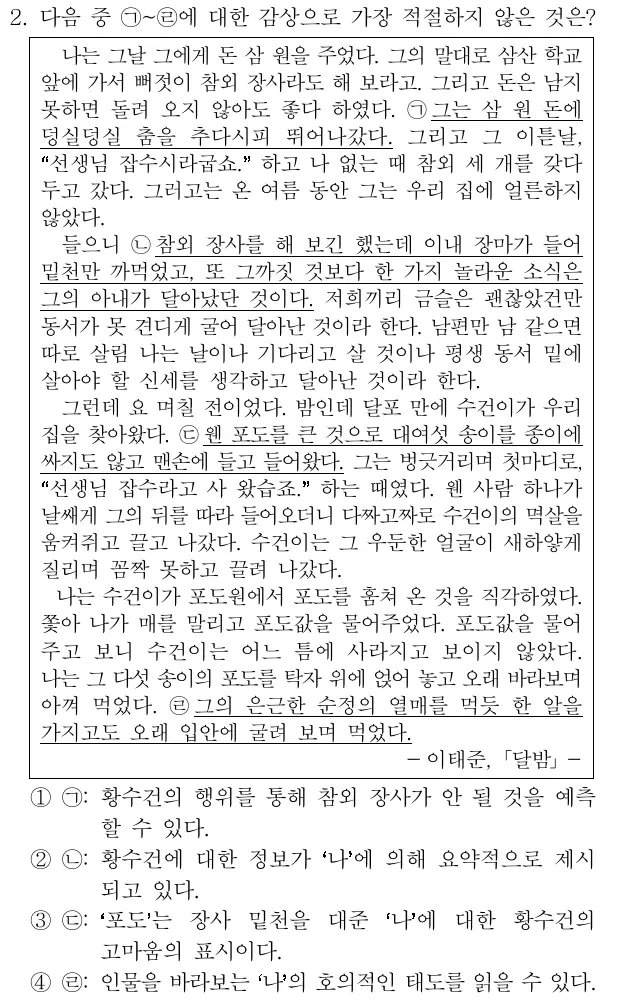 2. 다음 중 ㉠~㉣에 대한 감상으로 가장 적절하지 않은 것은?
나는 그날 그에게 돈 삼 원을 주었다. 그의 말대로 삼산 학교
앞에 가서 뻐젓이 참외 장사라도 해 보라고. 그리고 돈은 남지
못하면 돌려 오지 않아도 좋다 하였다. ㉠ 그는 삼 원 돈에
덩실덩실 춤을 추다시피 뛰어나갔다. 그리고 그 이튿날,
“선생님 잡수시라굽쇼.” 하고 나 없는 때 참외 세 개를 갖다
두고 갔다. 그러고는 온 여름 동안 그는 우리 집에 얼른하지
않았다.
들으니 ㉡ 참외 장사를 해 보긴 했는데 이내 장마가 들어
밑천만 까먹었고, 또 그까짓 것보다 한 가지 놀라운 소식은
그의 아내가 달아났단 것이다. 저희끼리 금슬은 괜찮았건만
동서가 못 견디게 굴어 달아난 것이라 한다. 남편만 남 같으면
따로 살림 나는 날이나 기다리고 살 것이나 평생 동서 밑에
살아야 할 신세를 생각하고 달아난 것이라 한다.
그런데 요 며칠 전이었다. 밤인데 달포 만에 수건이가 우리
집을 찾아왔다. ㉢ 웬 포도를 큰 것으로 대여섯 송이를 종이에
싸지도 않고 맨손에 들고 들어왔다. 그는 벙긋거리며 첫마디로,
“선생님 잡수라고 사 왔습죠.” 하는 때였다. 웬 사람 하나가
날쌔게 그의 뒤를 따라 들어오더니 다짜고짜로 수건이의 멱살을
움켜쥐고 끌고 나갔다. 수건이는 그 우둔한 얼굴이 새하얗게
질리며 꼼짝 못하고 끌려 나갔다.
나는 수건이가 포도원에서 포도를 훔쳐 온 것을 직각하였다.
쫓아 나가 매를 말리고 포도값을 물어주었다. 포도값을 물어
주고 보니 수건이는 어느 틈에 사라지고 보이지 않았다.
나는 그 다섯 송이의 포도를 탁자 위에 얹어 놓고 오래 바라보며
아껴 먹었다. ㉣ 그의 은근한 순정의 열매를 먹듯 한 알을
가지고도 오래 입안에 굴려 보며 먹었다.
– 이태준, 「달밤」 –
① ㉠: 황수건의 행위를 통해 참외 장사가 안 될 것을 예측
할 수 있다.
② ㉡: 황수건에 대한 정보가 ‘나’에 의해 요약적으로 제시
되고 있다.
③ ㉢: ‘포도’는 장사 밑천을 대준 ‘나’에 대한 황수건의
고마움의 표시이다.
④ ㉣: 인물을 바라보는 ‘나’의 호의적인 태도를 읽을 수 있다.